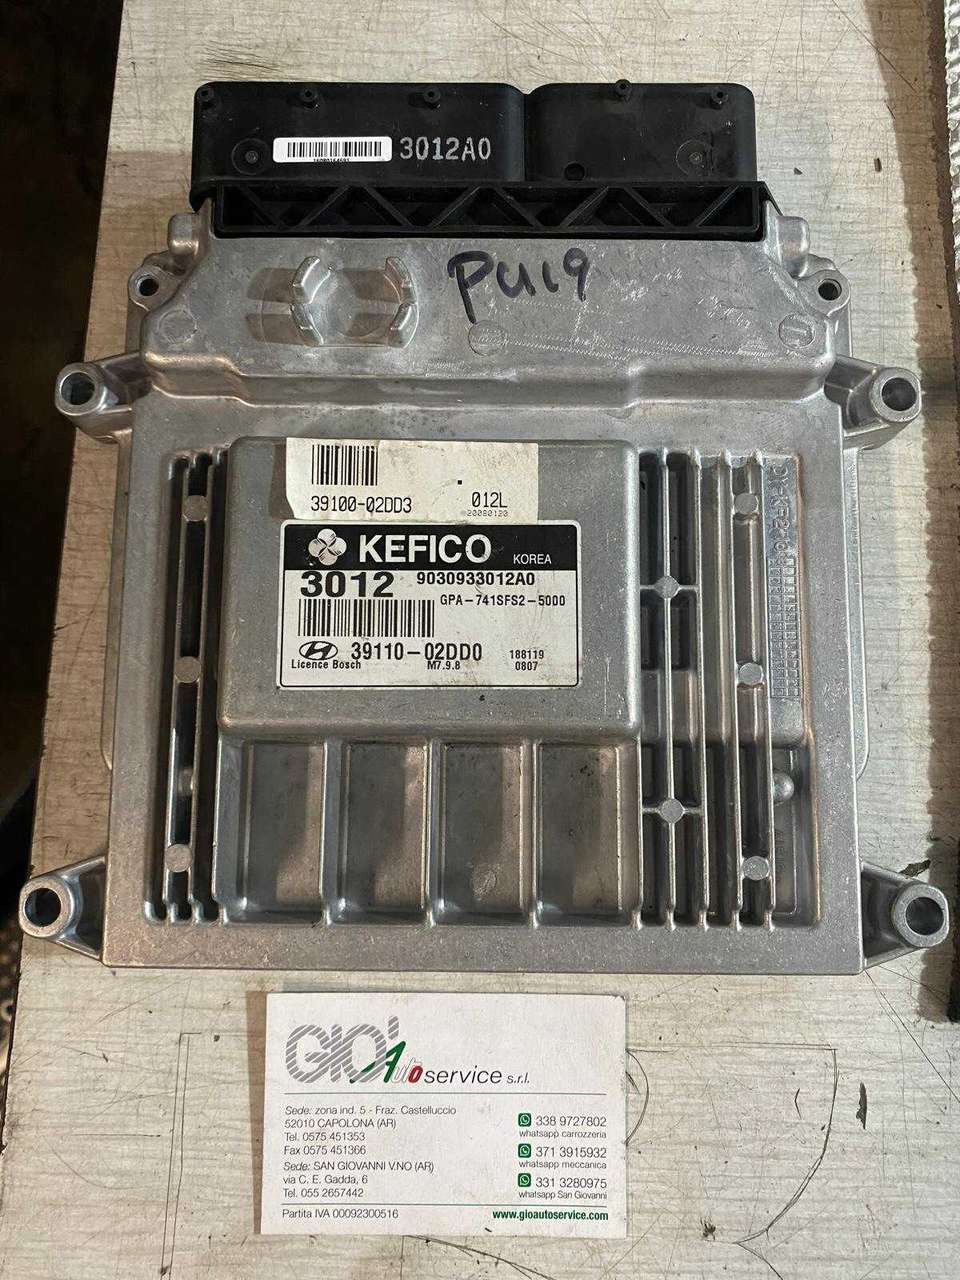 3012A0
PU19
39100-02DD3
012L
20080120
KEFICO
KOREA
3012
9030933012A0
GPA-741SFS2-5000
39110-02DD0
188119
Licence Bosch
M7.9.8
0807
GIO' Auto service s.r.l.
Sede: zona ind. 5 - Fraz. Castelluccio
52010 CAPOLONA (AR)
Tel. 0575 451353
Fax 0575 451366
Sede: SAN GIOVANNI V.NO (AR)
via C. E. Gadda, 6
Tel. 055 2657442
Partita IVA 00092300516
338 9727802
whatsapp carrozzeria
371 3915932
whatsapp meccanica
331 3280975
whatsapp San Giovanni
www.gioautoservice.com